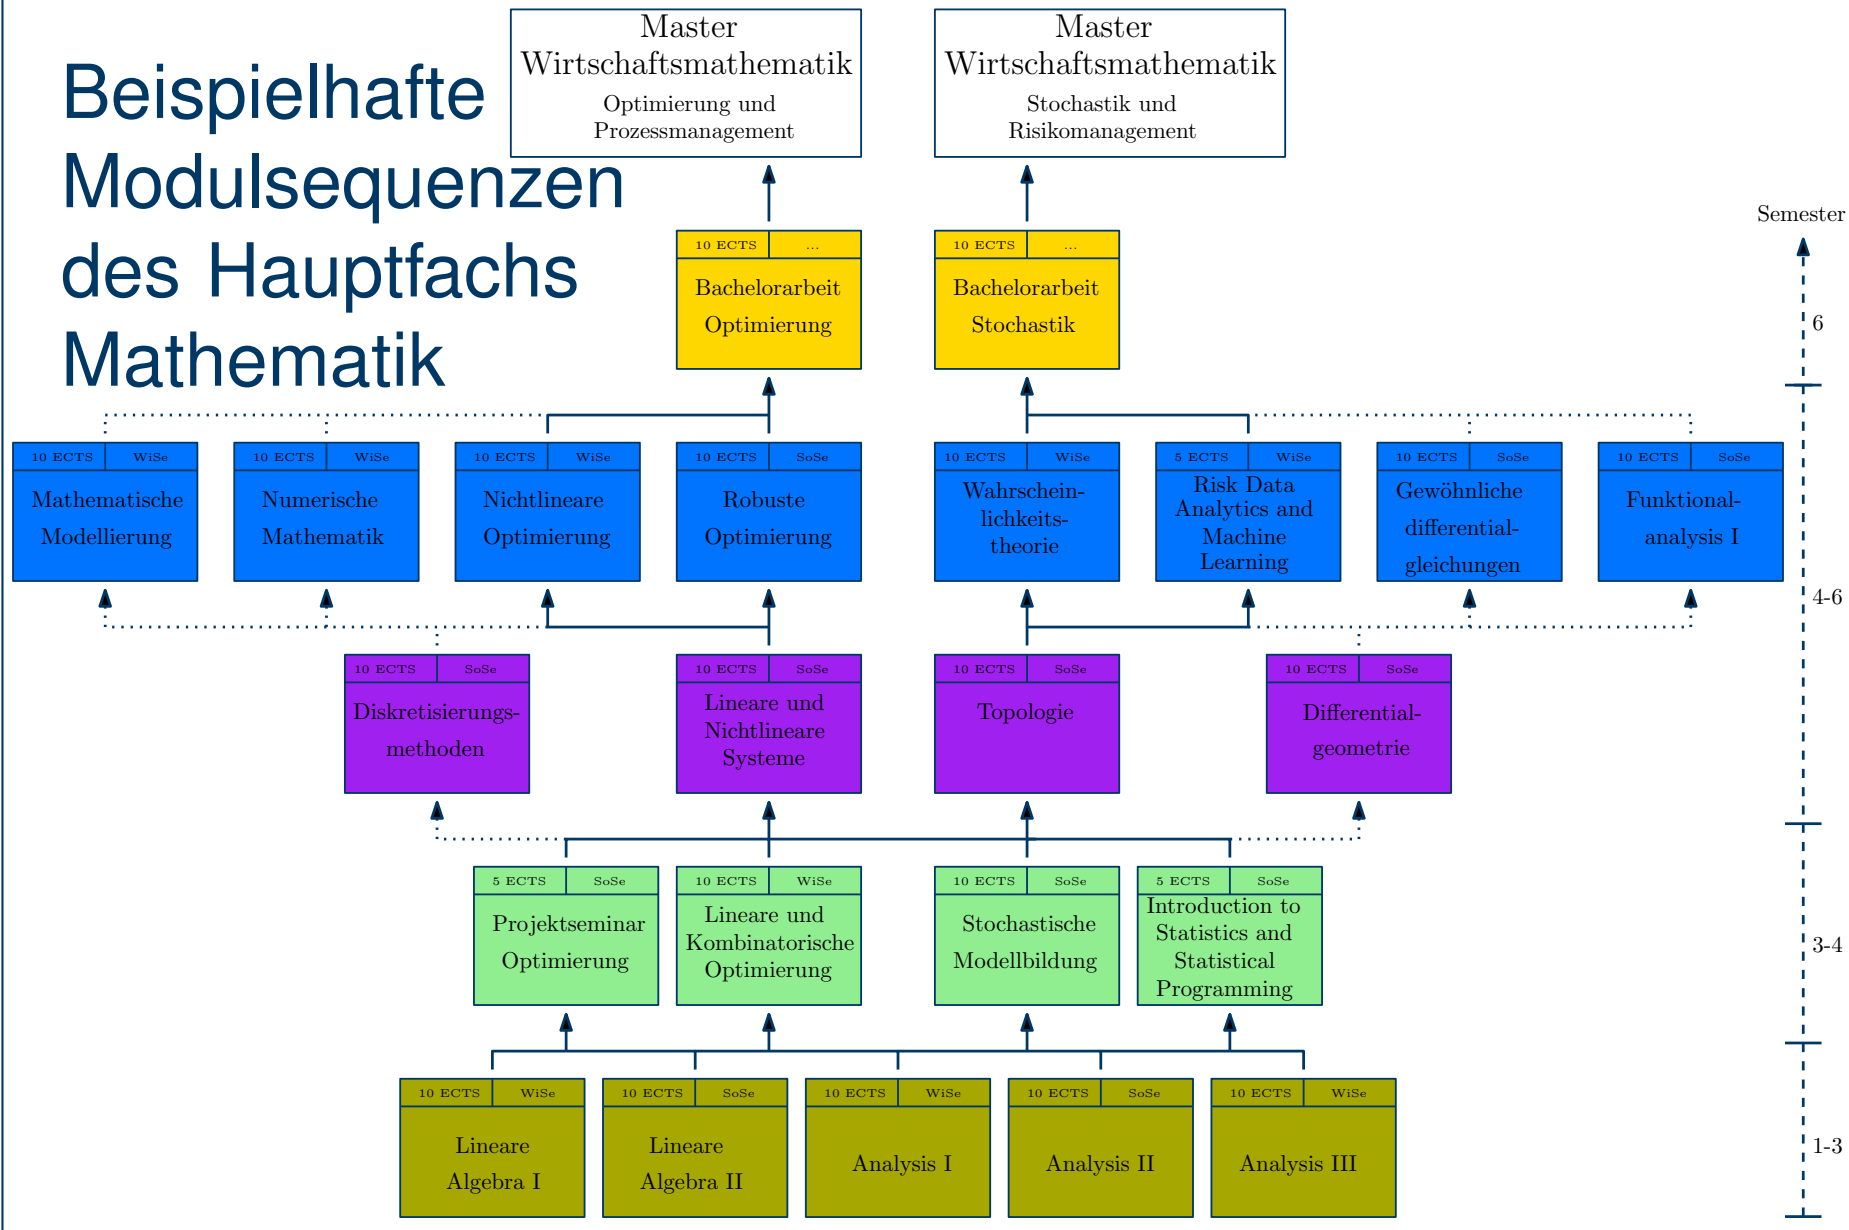 Beispielhafte
Modulsequenzen
des Hauptfachs
Mathematik
Master
Wirtschaftsmathematik
Optimierung und
Prozessmanagement
Master
Wirtschaftsmathematik
Stochastik und
Risikomanagement
Semester
6
4-6
3-4
1-3
10 ECTS ...
Bachelorarbeit
Optimierung
10 ECTS ...
Bachelorarbeit
Stochastik
10 ECTS WiSe
Mathematische
Modellierung
10 ECTS WiSe
Numerische
Mathematik
10 ECTS WiSe
Nichtlineare
Optimierung
10 ECTS SoSe
Robuste
Optimierung
10 ECTS WiSe
Wahrschein-
lichkeits-
theorie
5 ECTS WiSe
Risk Data
Analytics and
Machine
Learning
10 ECTS SoSe
Gewöhnliche
differential-
gleichungen
10 ECTS SoSe
Funktional-
analysis I
10 ECTS SoSe
Diskretisierungs-
methoden
10 ECTS SoSe
Lineare und
Nichtlineare
Systeme
10 ECTS SoSe
Topologie
10 ECTS SoSe
Differential-
geometrie
5 ECTS SoSe
Projektseminar
Optimierung
10 ECTS WiSe
Lineare und
Kombinatorische
Optimierung
10 ECTS SoSe
Stochastische
Modellbildung
5 ECTS SoSe
Introduction to
Statistics and
Statistical
Programming
10 ECTS WiSe
Lineare
Algebra I
10 ECTS SoSe
Lineare
Algebra II
10 ECTS WiSe
Analysis I
10 ECTS SoSe
Analysis II
10 ECTS WiSe
Analysis III